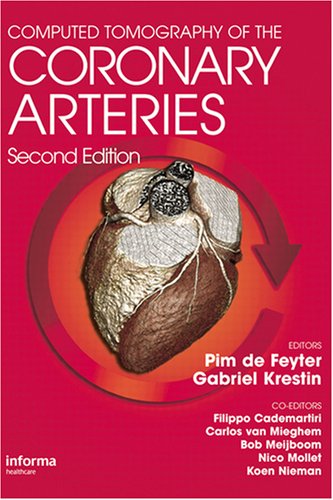 COMPUTED TOMOGRAPHY OF THE
CORONARY
ARTERIES
Second Edition
EDITORS
Pim de Feyter
Gabriel Krestin
CO-EDITORS
Filippo Cademartiri
Carlos van Mieghem
Bob Meijboom
Nico Mollet
Koen Nieman
informa
healthcare